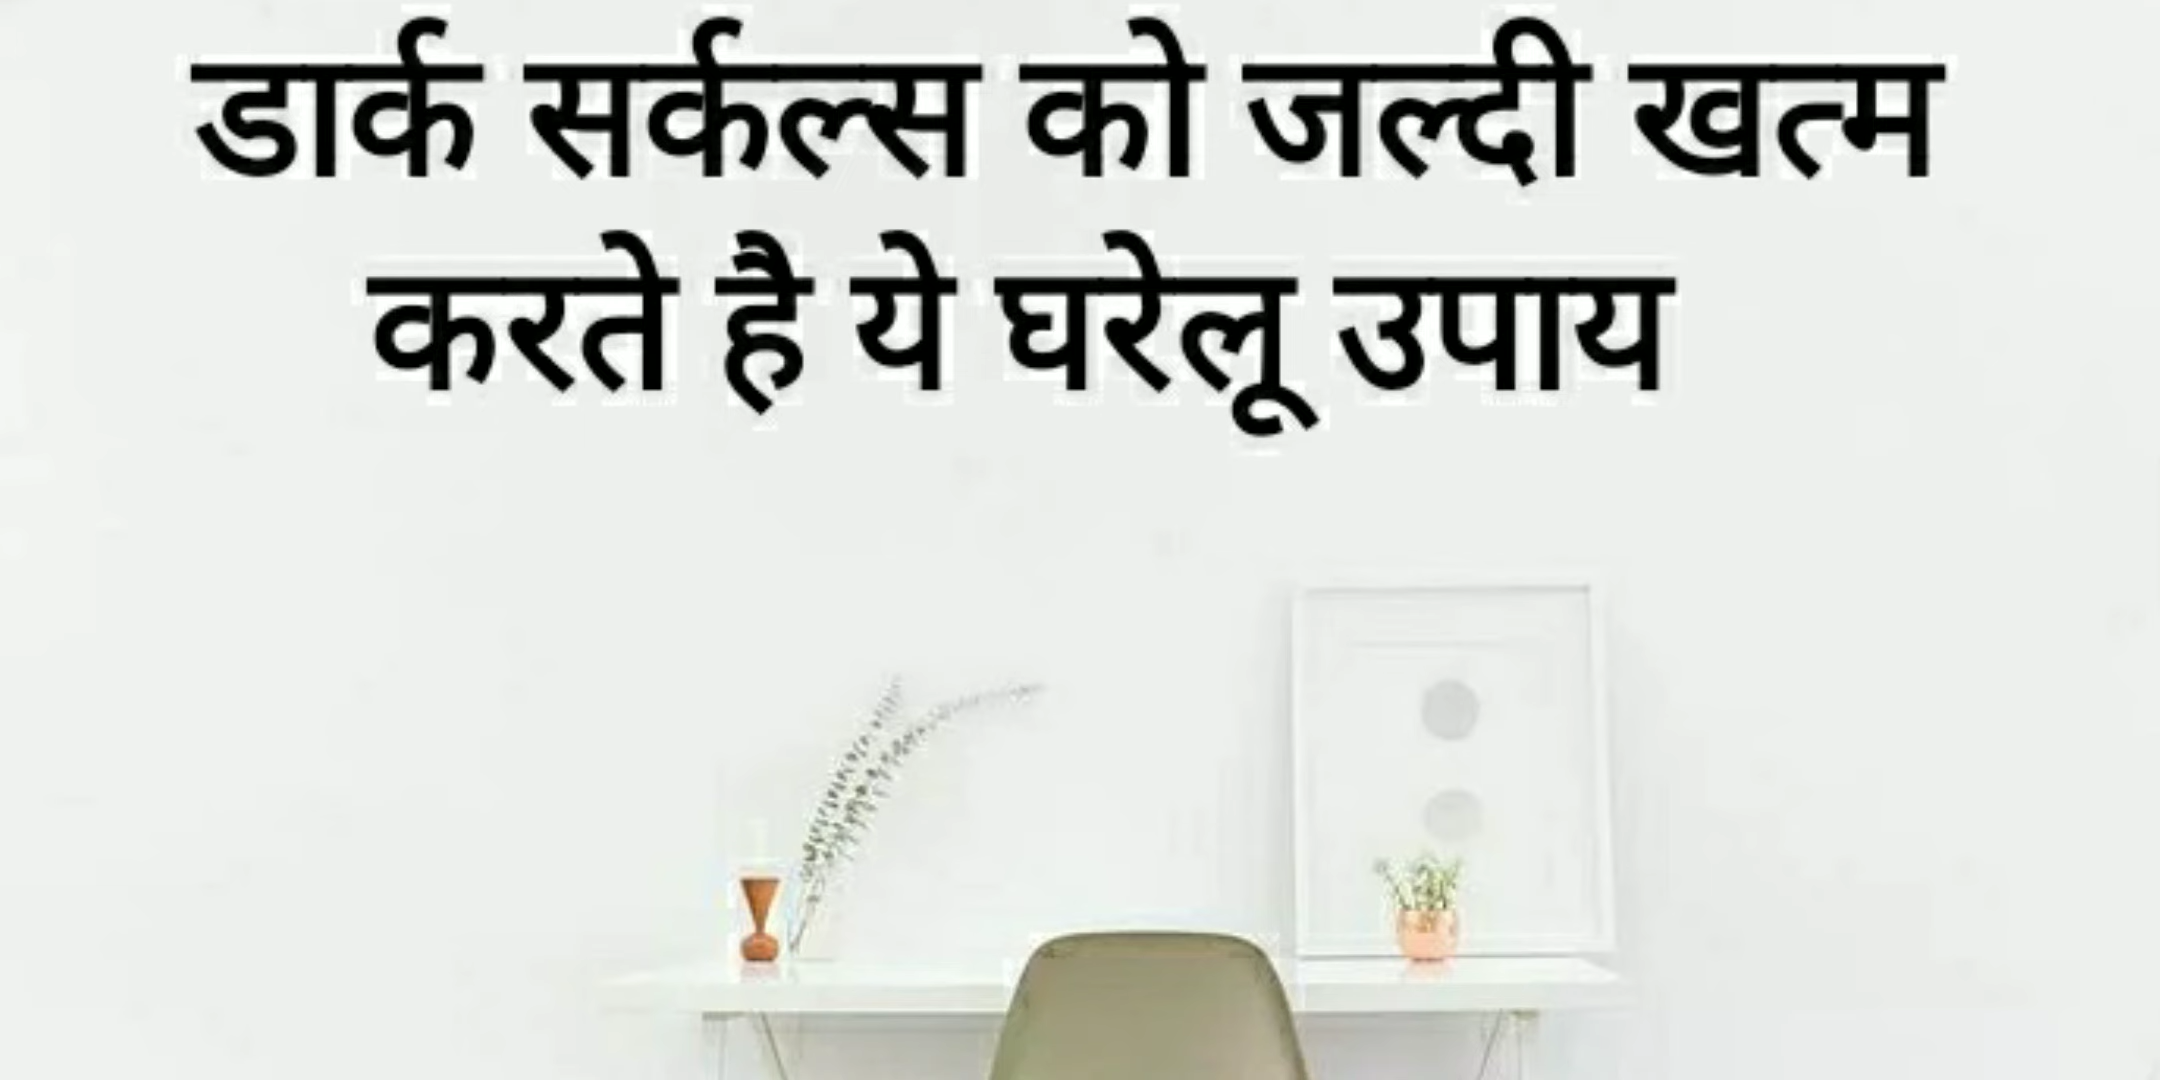 डार्क सर्कल्स को जल्दी खत्म
करते है ये घरेलू उपाय